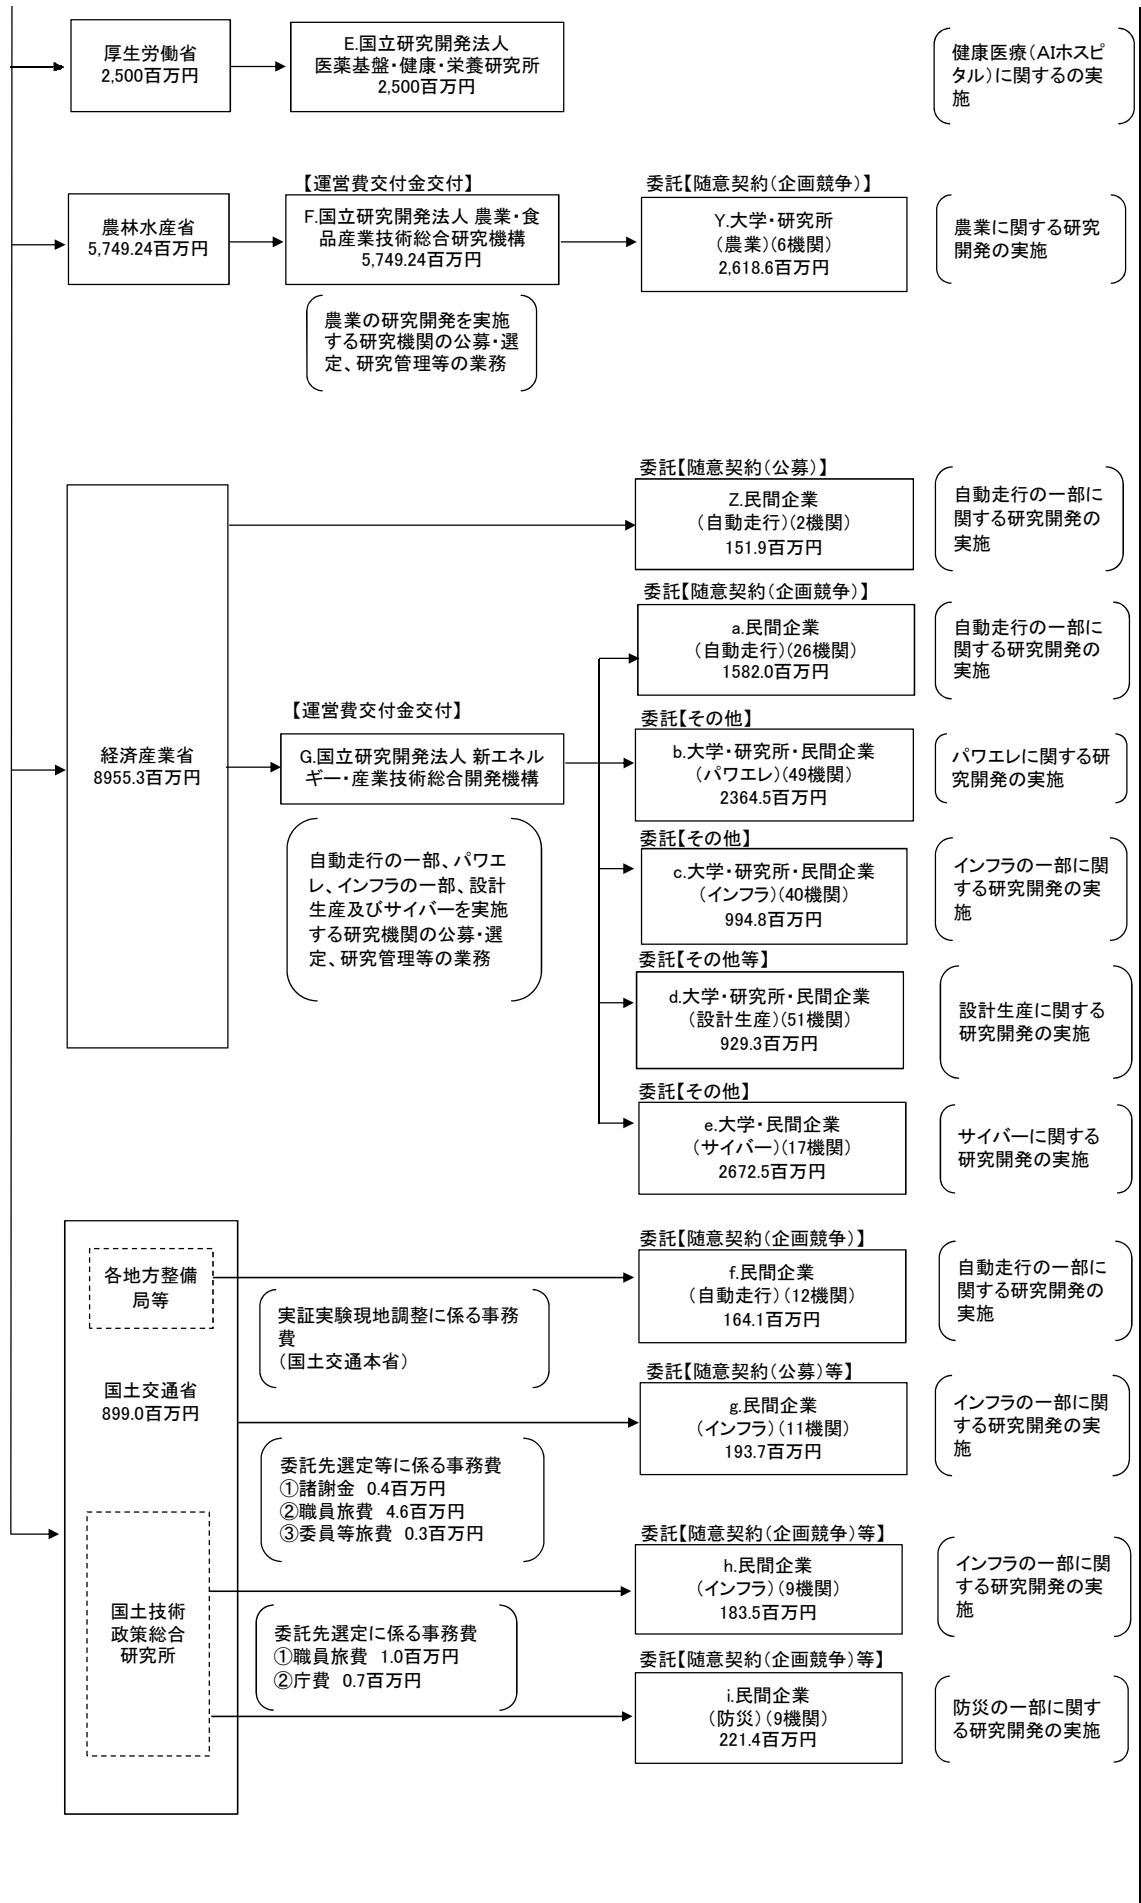 厚生労働省
2,500百万円
E.国立研究開発法人
医薬基盤・健康・栄養研究所
2,500百万円
健康医療(AIホスピ
タル)に関するの実
施
【運営費交付金交付】
委託【随意契約(企画競争)】
農林水産省
5,749.24百万円
F.国立研究開発法人 農業・食
品産業技術総合研究機構
5,749.24百万円
Y.大学・研究所
(農業)(6機関)
2,618.6百万円
農業に関する研究
開発の実施
農業の研究開発を実施
する研究機関の公募・選
定、研究管理等の業務
委託【随意契約(公募)】
Z.民間企業
(自動走行)(2機関)
151.9百万円
自動走行の一部に
関する研究開発の
実施
委託【随意契約(企画競争)】
a.民間企業
(自動走行)(26機関)
1582.0百万円
自動走行の一部に
関する研究開発の
実施
【運営費交付金交付】
経済産業省
8955.3百万円
G.国立研究開発法人 新エネル
ギー・産業技術総合開発機構
委託【その他】
b.大学・研究所・民間企業
(パワエレ)(49機関)
2364.5百万円
パワエレに関する研
究開発の実施
自動走行の一部、パワエ
レ、インフラの一部、設計
生産及びサイバーを実施
する研究機関の公募・選
定、研究管理等の業務
委託【その他】
c.大学・研究所・民間企業
(インフラ)(40機関)
994.8百万円
インフラの一部に関
する研究開発の実
施
委託【その他等】
d.大学・研究所・民間企業
(設計生産)(51機関)
929.3百万円
設計生産に関する
研究開発の実施
委託【その他】
e.大学・民間企業
(サイバー)(17機関)
2672.5百万円
サイバーに関する
研究開発の実施
各地方整備
局等
委託【随意契約(企画競争)】
f.民間企業
(自動走行)(12機関)
164.1百万円
自動走行の一部に
関する研究開発の
実施
実証実験現地調整に係る事務
費
(国土交通本省)
国土交通省
899.0百万円
委託【随意契約(公募)等】
g.民間企業
(インフラ)(11機関)
193.7百万円
インフラの一部に関
する研究開発の実
施
委託先選定等に係る事務費
①諸謝金 0.4百万円
②職員旅費 4.6百万円
③委員等旅費 0.3百万円
委託【随意契約(企画競争)等】
h.民間企業
(インフラ)(9機関)
183.5百万円
インフラの一部に関
する研究開発の実
施
国土技術
政策総合
研究所
委託先選定に係る事務費
①職員旅費 1.0百万円
②庁費 0.7百万円
委託【随意契約(企画競争)等】
i.民間企業
(防災)(9機関)
221.4百万円
防災の一部に関す
る研究開発の実施